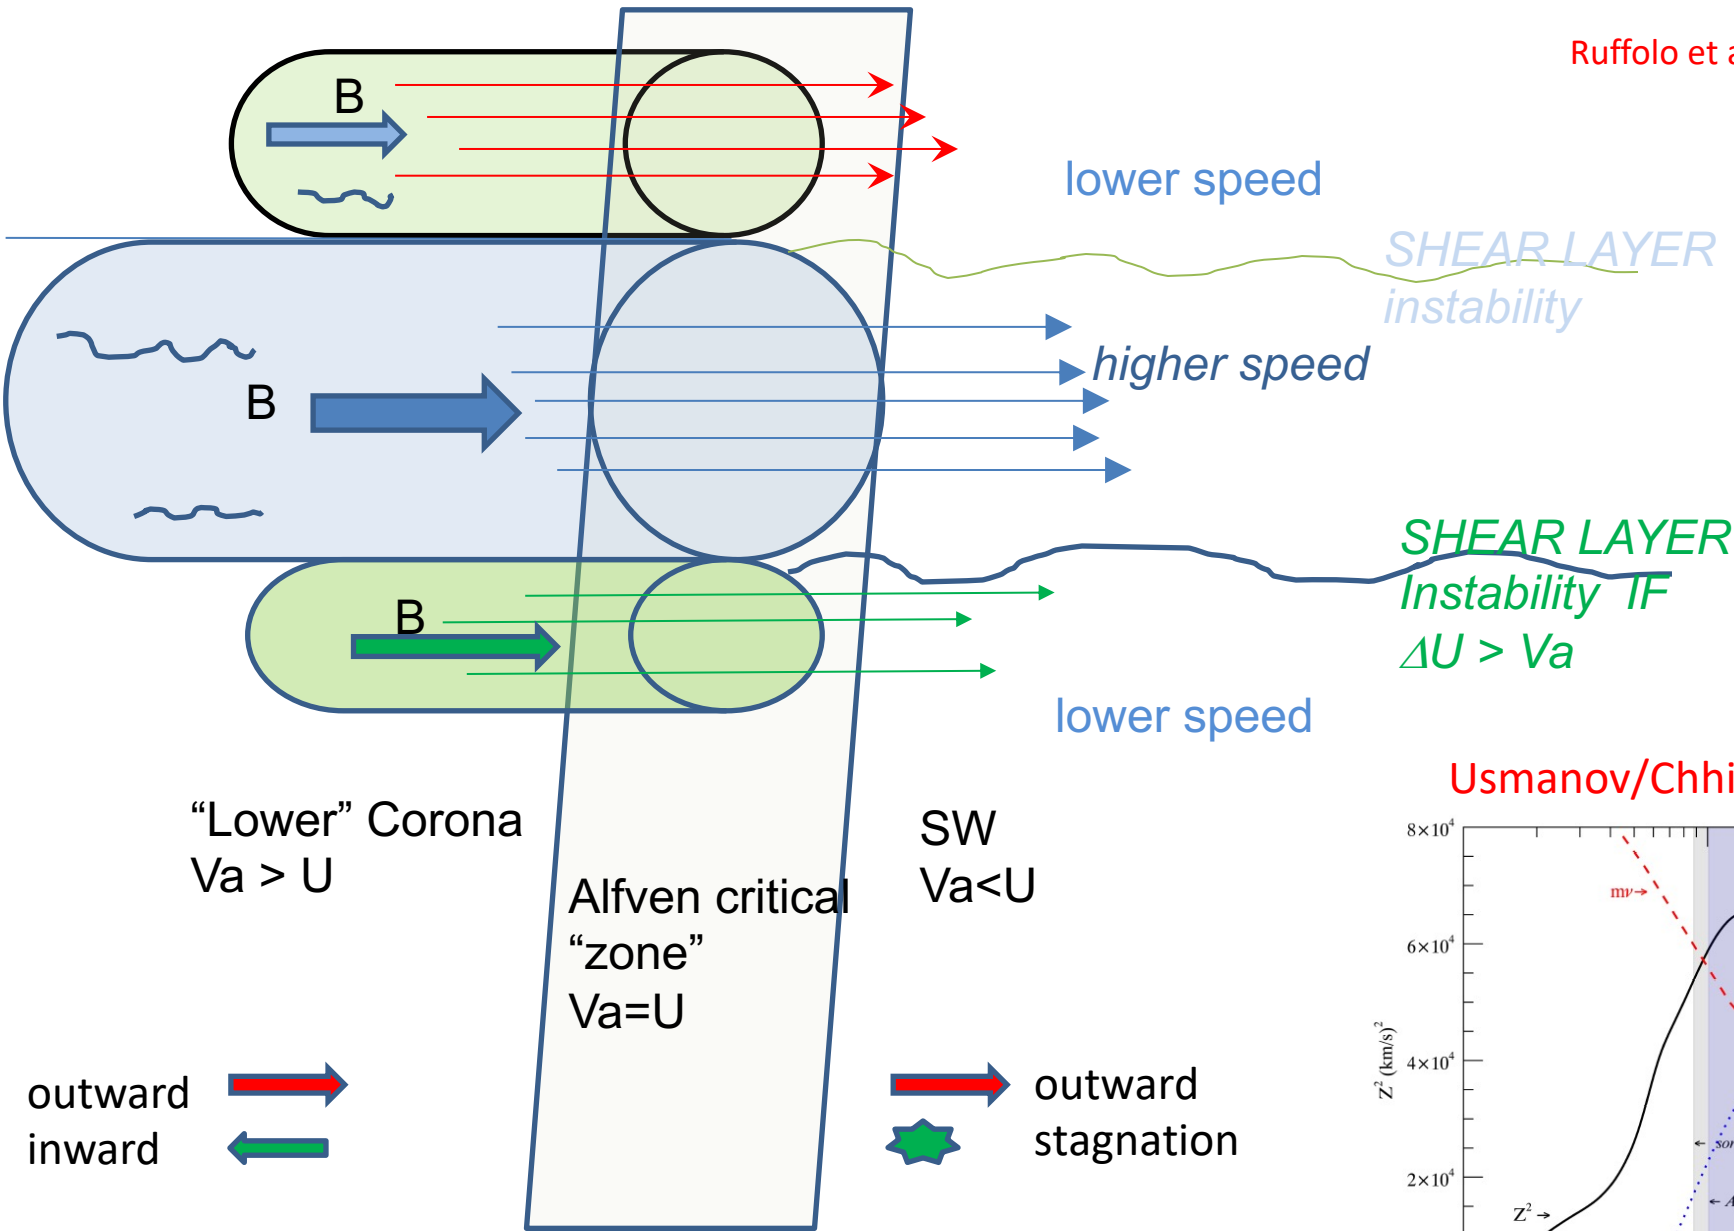 Ruffolo et a
B
lower speed
SHEAR LAYER
instability
B
higher speed
SHEAR LAYER
Instability IF
ΔU > Va
B
lower speed
“Lower” Corona
Va > U
SW
Va<U
Alfven critical
“zone”
Va=U
outward
inward
outward
stagnation
Usmanov/Chhi
8×10⁴
6×10⁴
4×10⁴
2×10⁴
Z² (km/s)²
mν→
Z² →